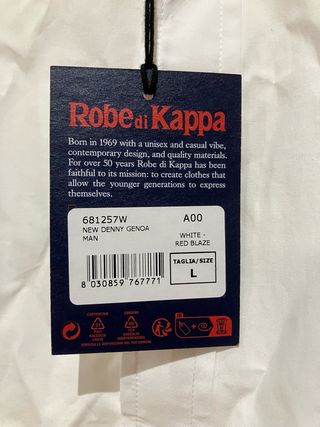 Robe di Kappa
Born in 1969 with a unisex and casual vibe,
contemporary design, and quality materials.
For over 50 years Robe di Kappa has been
faithful to its mission: to create clothes that
allow the younger generations to express
themselves.
681257W A00
NEW DENNY GENOA
MAN
WHITE -
RED BLAZE
TAGLIA/SIZE
L
8 030859 767771
FR